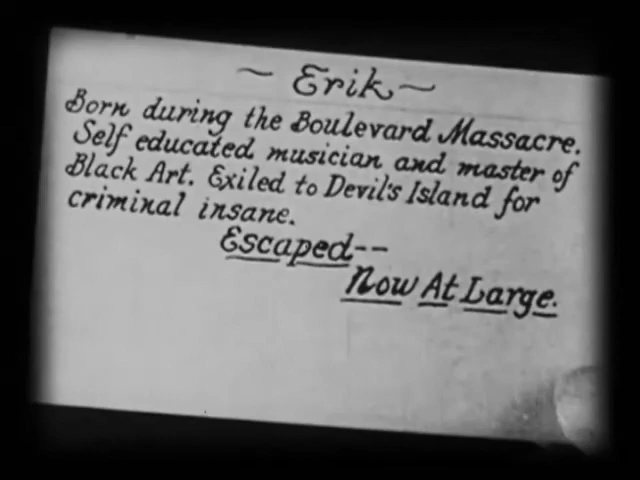 ~ Erik ~
Born during the Boulevard Massacre.
Self educated musician and master of
Black Art. Exiled to Devil's Island for
criminal insane.
Escaped--
Now At Large.